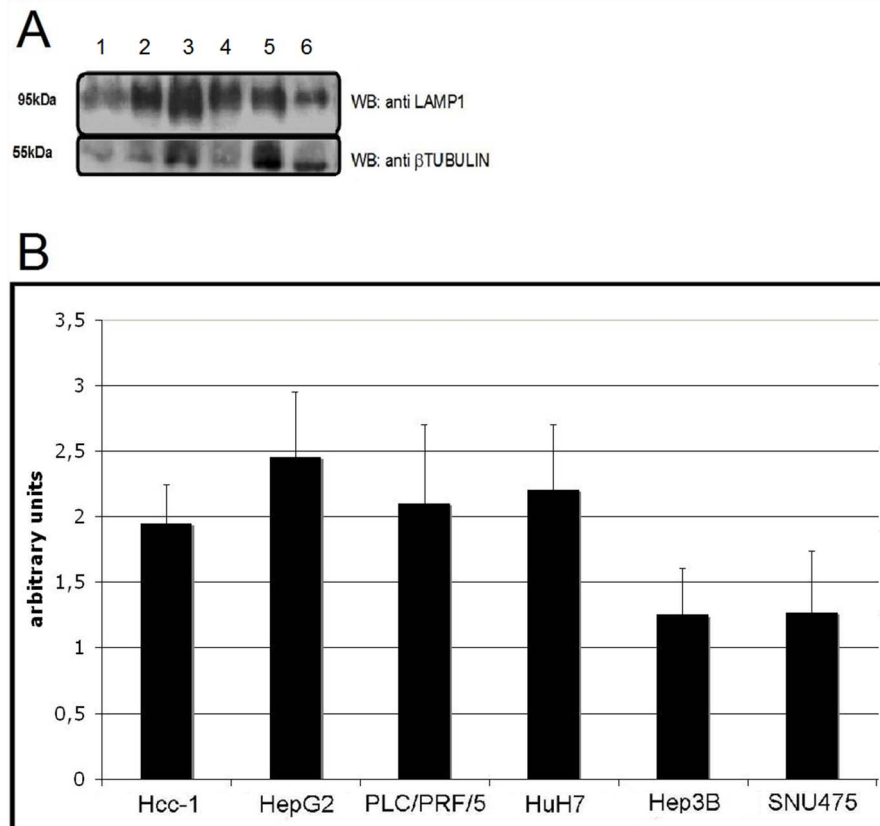 A
1 2 3 4 5 6
95kDa
WB: anti LAMP1
55kDa
WB: anti βTUBULIN
B
3,5
3
2,5
2
1,5
1
0,5
0
arbitrary units
Hcc-1 HepG2 PLC/PRF/5 HuH7 Hep3B SNU475